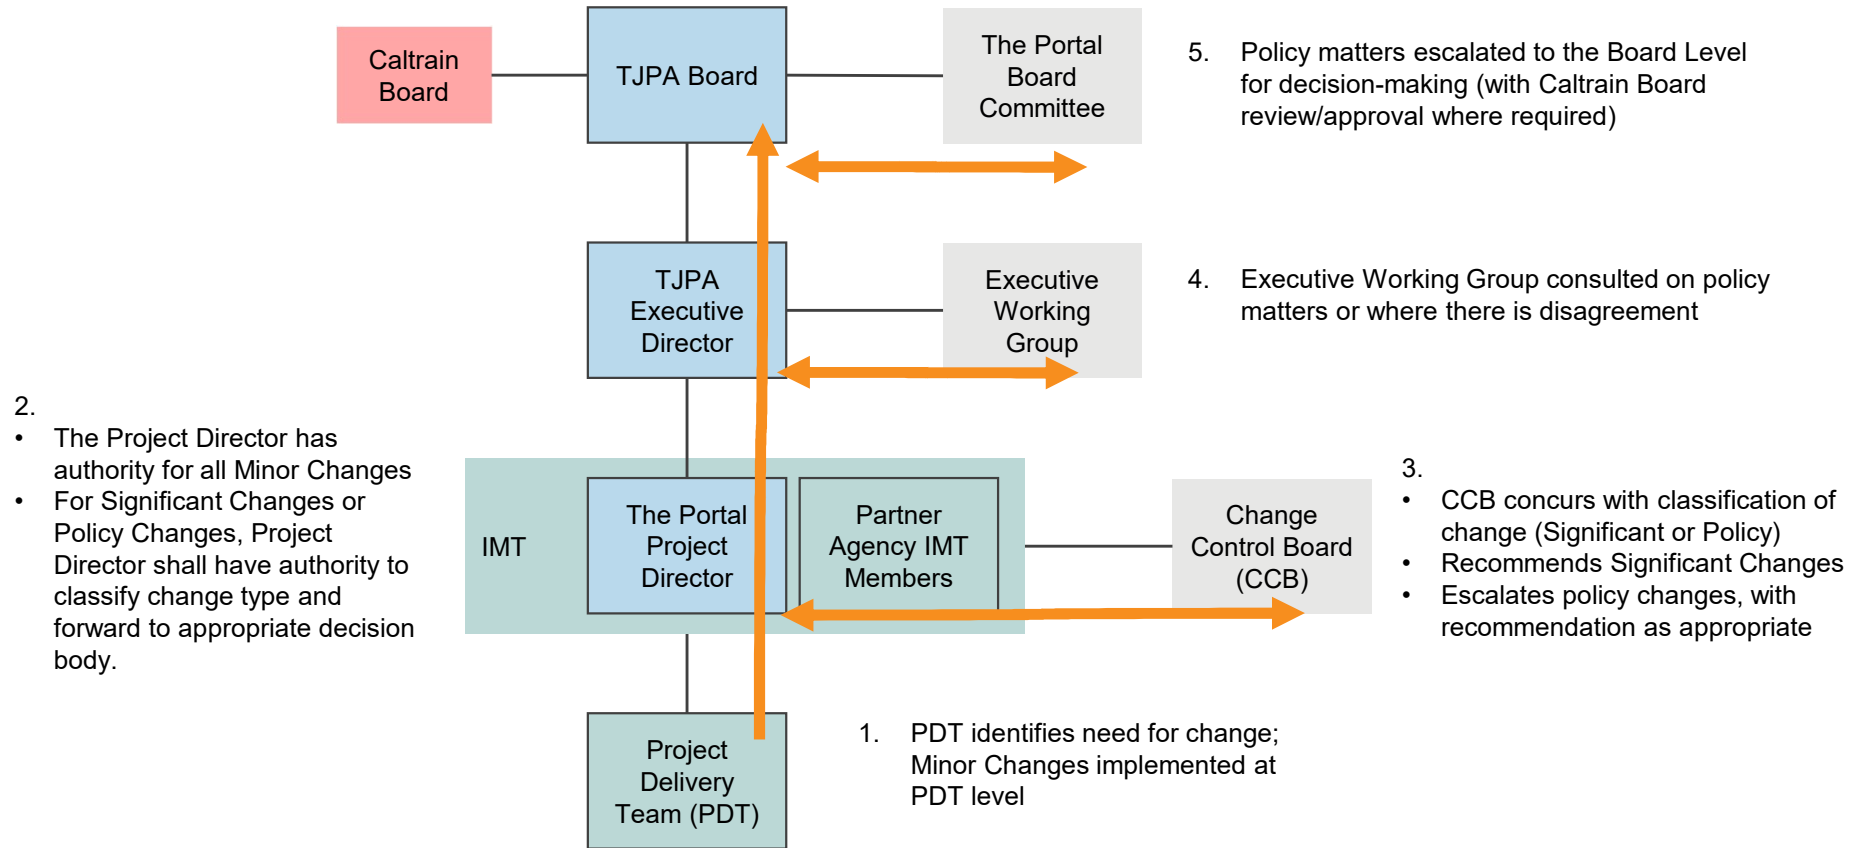 Caltrain
Board
TJPA Board
The Portal
Board
Committee
5. Policy matters escalated to the Board Level
for decision-making (with Caltrain Board
review/approval where required)
TJPA
Executive
Director
Executive
Working
Group
4. Executive Working Group consulted on policy
matters or where there is disagreement
2.
• The Project Director has
authority for all Minor Changes
• For Significant Changes or
Policy Changes, Project
Director shall have authority to
classify change type and
forward to appropriate decision
body.
IMT
The Portal
Project
Director
Partner
Agency IMT
Members
Change
Control Board
(CCB)
3.
• CCB concurs with classification of
change (Significant or Policy)
• Recommends Significant Changes
• Escalates policy changes, with
recommendation as appropriate
Project
Delivery
Team (PDT)
1. PDT identifies need for change;
Minor Changes implemented at
PDT level